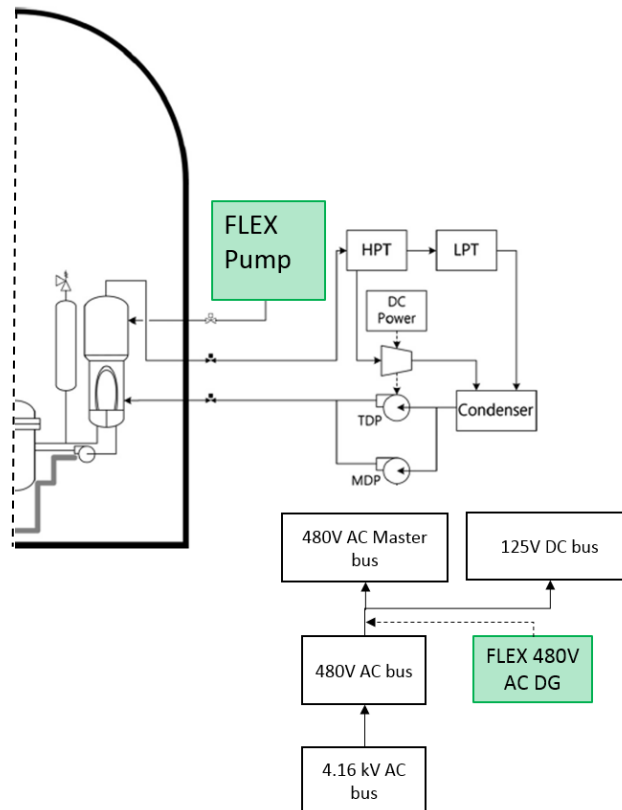 FLEX
Pump
HPT
LPT
DC
Power
TDP
Condenser
MDP
480V AC Master
bus
125V DC bus
480V AC bus
FLEX 480V
AC DG
4.16 kV AC
bus